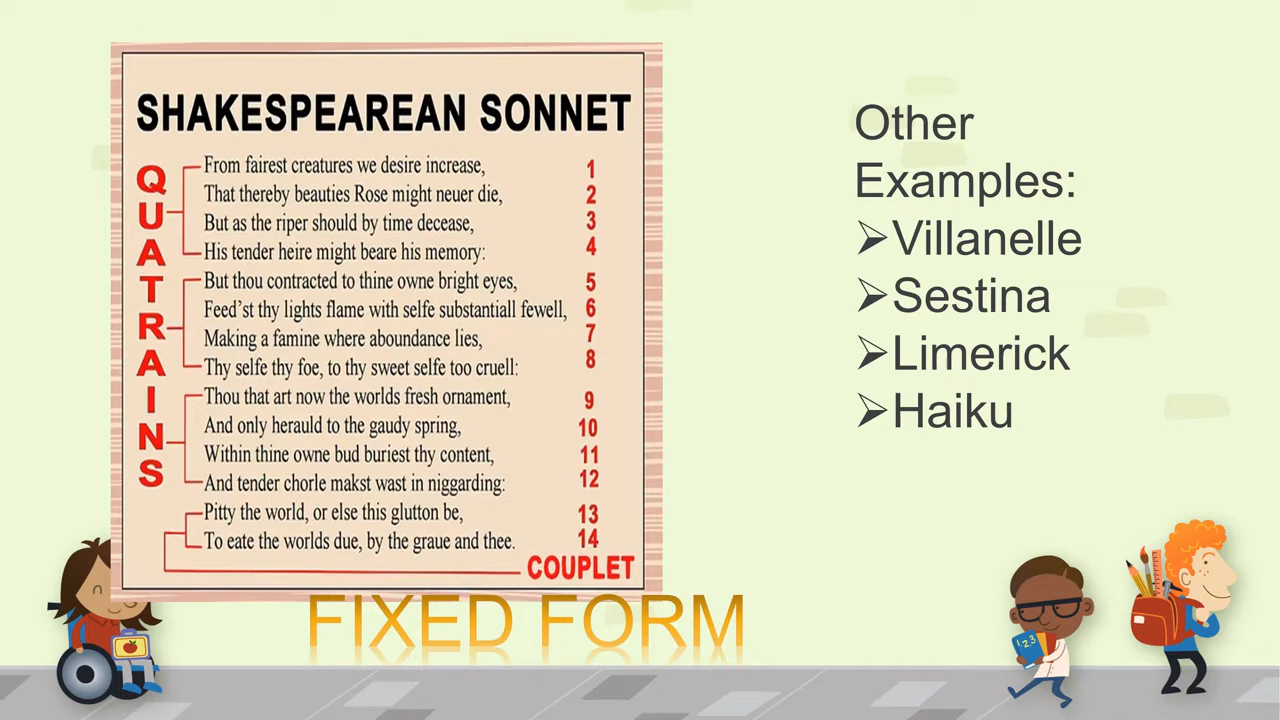 SHAKESPEAREAN SONNET
QUATRAINS
From fairest creatures we desire increase, 1
That thereby beauties Rose might neuer die, 2
But as the riper should by time decease, 3
His tender heire might beare his memory: 4
But thou contracted to thine owne bright eyes, 5
Feed'st thy lights flame with selfe substantiall fewell, 6
Making a famine where aboundance lies, 7
Thy selfe thy foe, to thy sweet selfe too cruell: 8
Thou that art now the worlds fresh ornament, 9
And only herauld to the gaudy spring, 10
Within thine owne bud buriest thy content, 11
And tender chorle makst wast in niggarding: 12
Pitty the world, or else this glutton be, 13
To eate the worlds due, by the graue and thee. 14
COUPLET
FIXED FORM
Other
Examples:
➢Villanelle
➢Sestina
➢Limerick
➢Haiku
1 2 3